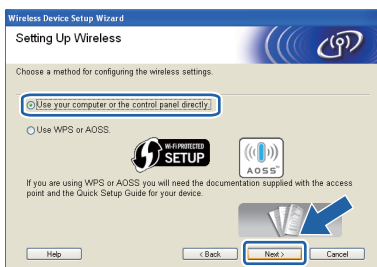 Wireless Device Setup Wizard
Setting Up Wireless
Choose a method for configuring the wireless settings.
Use your computer or the control panel directly.
Use WPS or AOSS.
Wi-Fi PROTECTED
SETUP
AOSS
If you are using WPS or AOSS you will need the documentation supplied with the access
point and the Quick Setup Guide for your device.
Help
< Back
Next >
Cancel